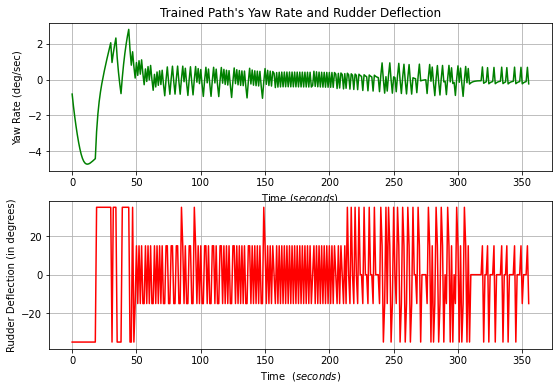 Trained Path's Yaw Rate and Rudder Deflection
Yaw Rate (deg/sec)
2
0
−2
−4
0 50 100 150 200 250 300 350
Time (seconds)
Rudder Deflection (in degrees)
20
0
−20
0 50 100 150 200 250 300 350
Time (seconds)